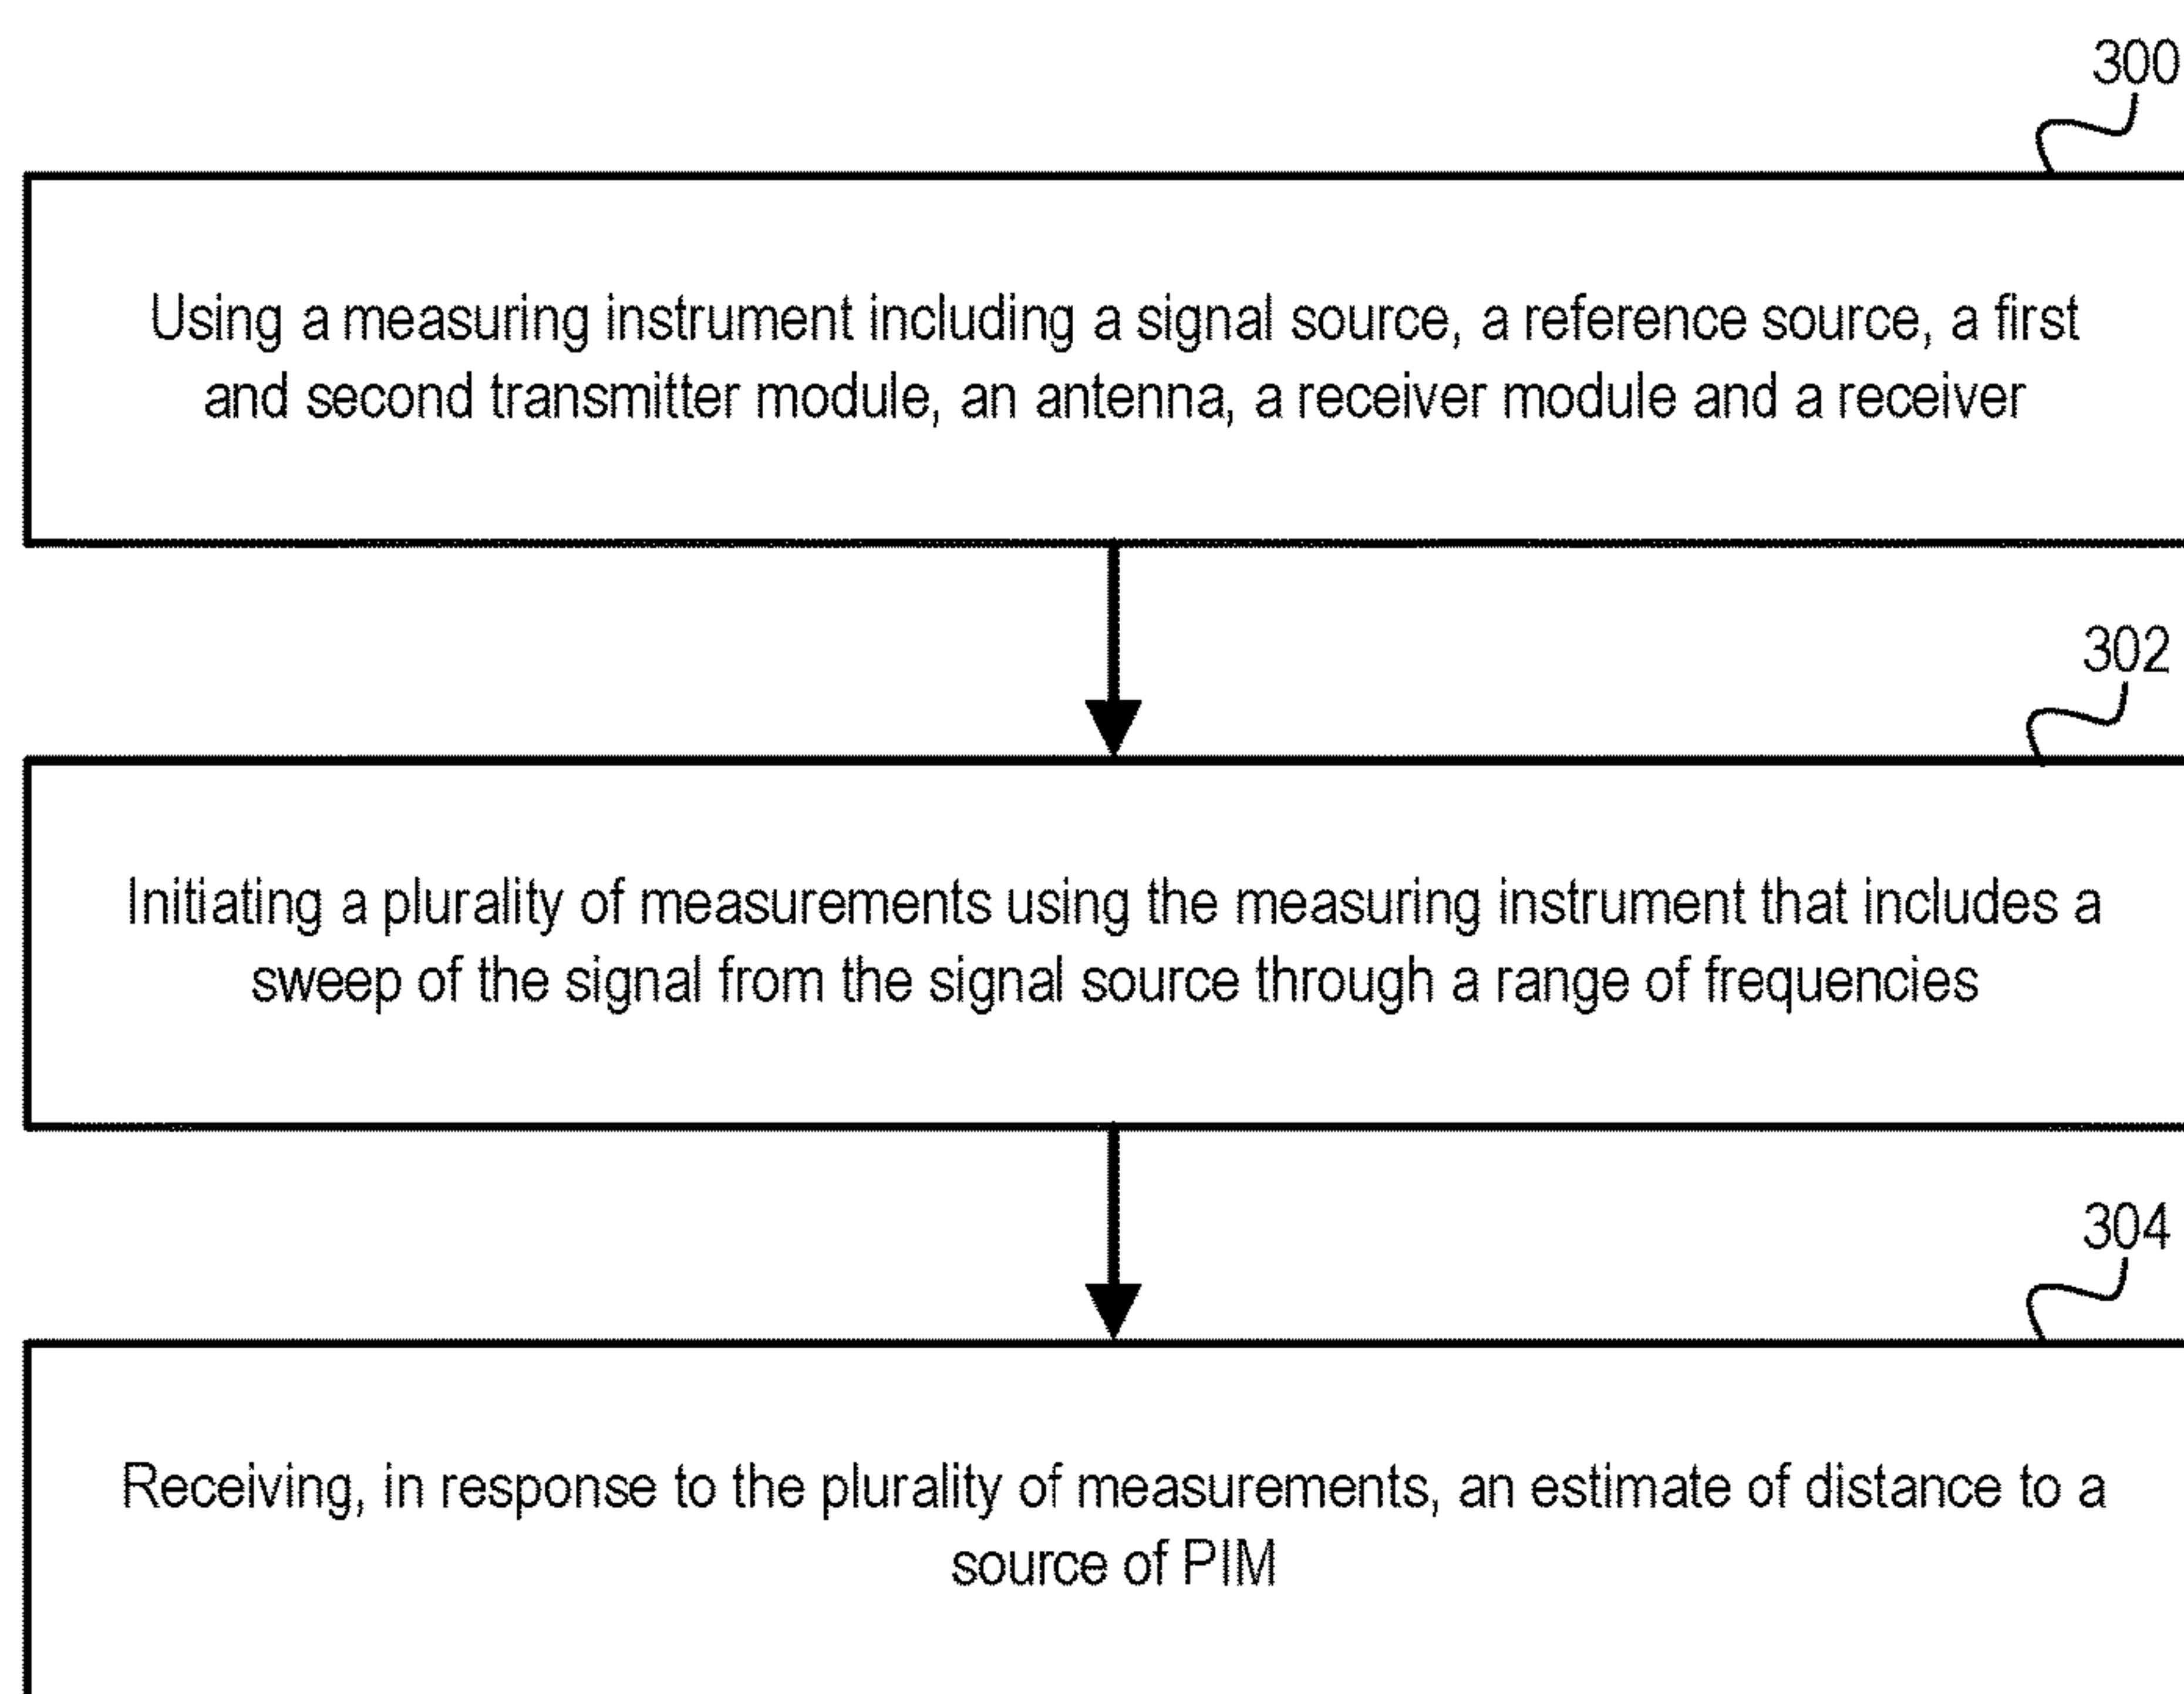 300
Using a measuring instrument including a signal source, a reference source, a first
and second transmitter module, an antenna, a receiver module and a receiver
302
Initiating a plurality of measurements using the measuring instrument that includes a
sweep of the signal from the signal source through a range of frequencies
304
Receiving, in response to the plurality of measurements, an estimate of distance to a
source of PIM